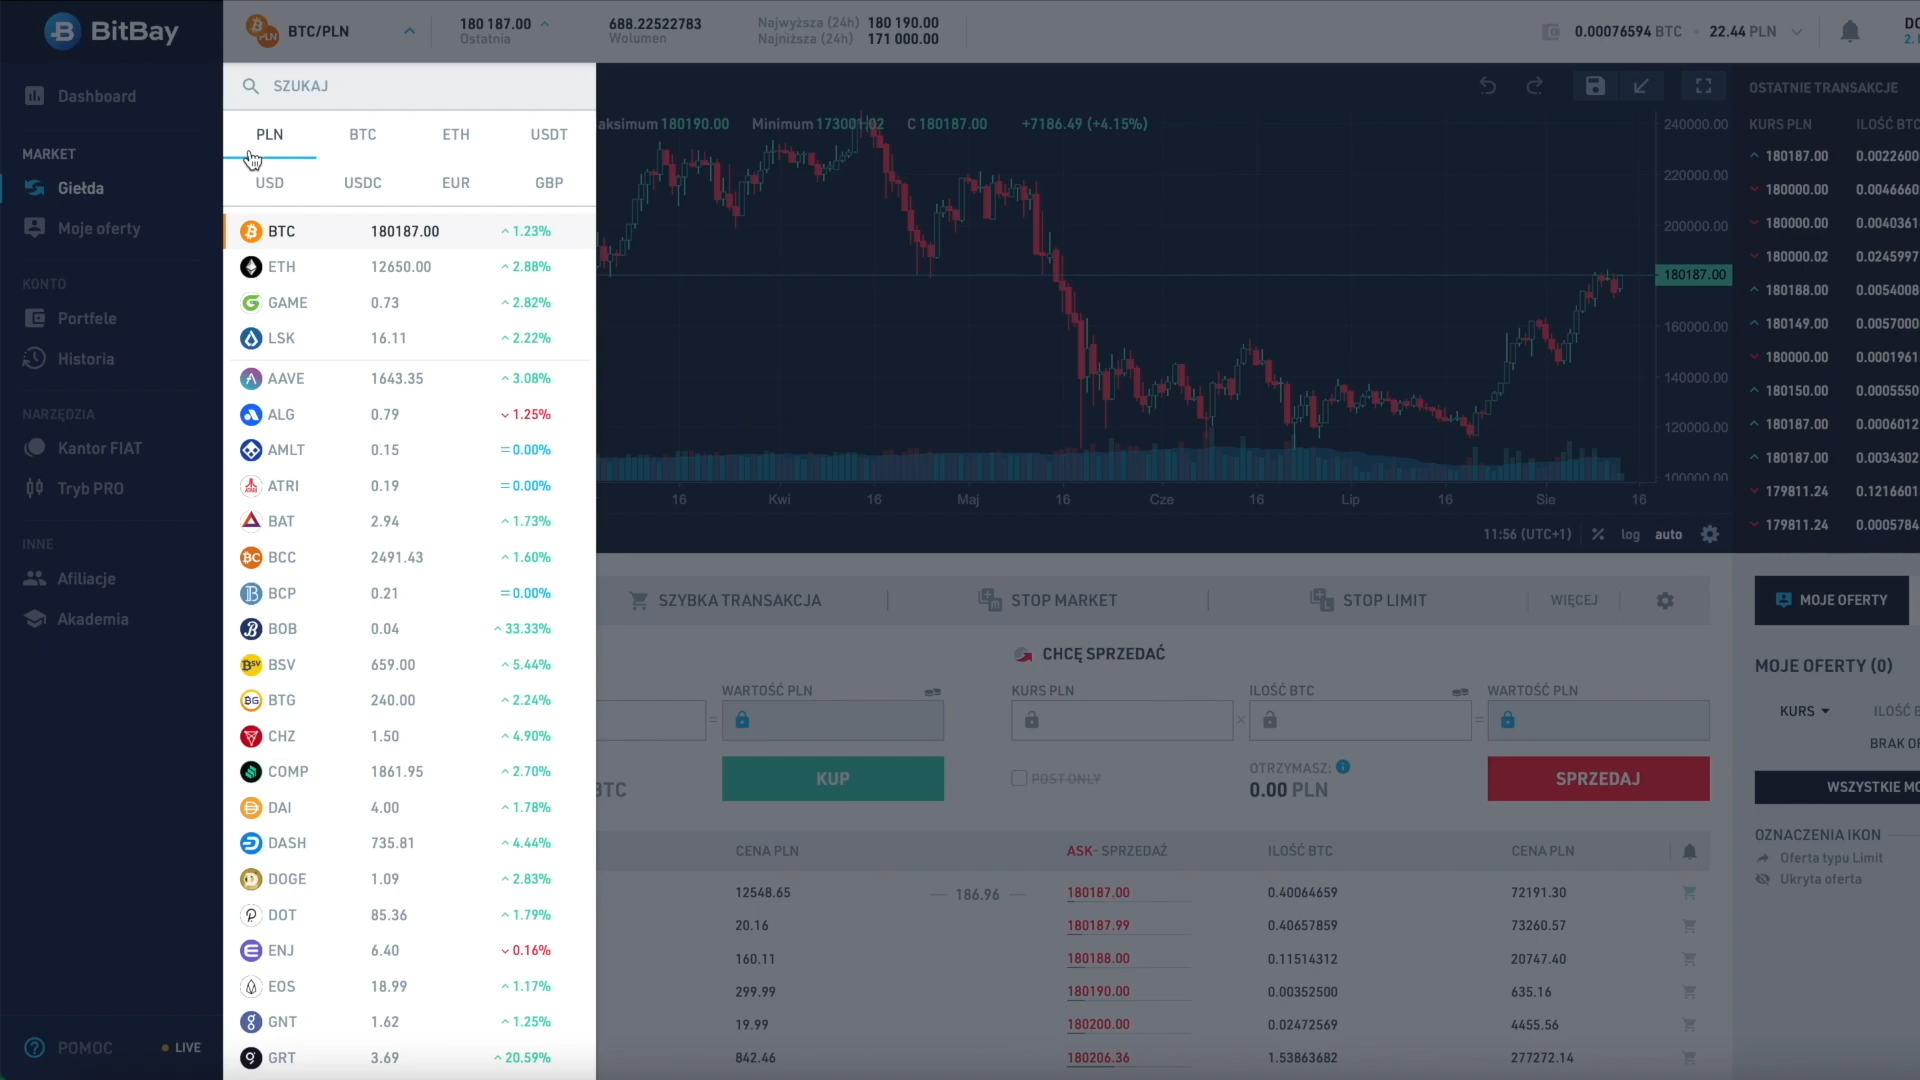 BitBay
BTC/PLN
180 187.00
Ostatnia
688.22522783
Wolumen
Najwyższa (24h) 180 190.00
Najniższa (24h) 171 000.00
0.00076594 BTC
22.44 PLN
DO
2.
Dashboard
MARKET
Giełda
Moje oferty
KONTO
Portfele
Historia
NARZĘDZIA
Kantor FIAT
Tryb PRO
INNE
Afiliacje
Akademia
POMOC
LIVE
SZUKAJ
PLN BTC ETH USDT
USD USDC EUR GBP
BTC 180187.00 1.23%
ETH 12650.00 2.88%
GAME 0.73 2.82%
LSK 16.11 2.22%
AAVE 1643.35 3.08%
ALG 0.79 1.25%
AMLT 0.15 =0.00%
ATRI 0.19 =0.00%
BAT 2.94 1.73%
BCC 2491.43 1.60%
BCP 0.21 =0.00%
BOB 0.04 33.33%
BSV 659.00 5.44%
BTG 240.00 2.24%
CHZ 1.50 4.90%
COMP 1861.95 2.70%
DAI 4.00 1.78%
DASH 735.81 4.44%
DOGE 1.09 2.83%
DOT 85.36 1.79%
ENJ 6.40 0.16%
EOS 18.99 1.17%
GNT 1.62 1.25%
GRT 3.69 20.59%
aksimum 180190.00 Minimum 173001.02 C 180187.00 +7186.49 (+4.15%)
240000.00
220000.00
200000.00
180187.00
160000.00
140000.00
120000.00
100000.00
16 Kwi 16 Maj 16 Cze 16 Lip 16 Sie 16
11:56 (UTC+1) % log auto
OSTATNIE TRANSAKCJE
KURS PLN ILOŚĆ BTC
180187.00 0.0022600
180000.00 0.0046660
180000.00 0.0040361
180000.02 0.0245997
180188.00 0.0054008
180149.00 0.0057000
180000.00 0.0001961
180150.00 0.0005550
180187.00 0.0006012
180187.00 0.0034302
179811.24 0.1216601
179811.24 0.0005784
SZYBKA TRANSAKCJA
STOP MARKET
STOP LIMIT
WIĘCEJ
CHCĘ SPRZEDAĆ
WARTOŚĆ PLN
KURS PLN
ILOŚĆ BTC
WARTOŚĆ PLN
= × =
BTC
KUP
POST ONLY
OTRZYMASZ:
0.00 PLN
SPRZEDAJ
CENA PLN ASK- SPRZEDAŻ ILOŚĆ BTC CENA PLN
12548.65 186.96 180187.00 0.40064659 72191.30
20.16 180187.99 0.40657859 73260.57
160.11 180188.00 0.11514312 20747.40
299.99 180190.00 0.00352500 635.16
19.99 180200.00 0.02472569 4455.56
842.46 180206.36 1.53863682 277272.14
MOJE OFERTY
MOJE OFERTY (0)
KURS ILOŚĆ B
BRAK OF
WSZYSTKIE MO
OZNACZENIA IKON
Oferta typu Limit
Ukryta oferta